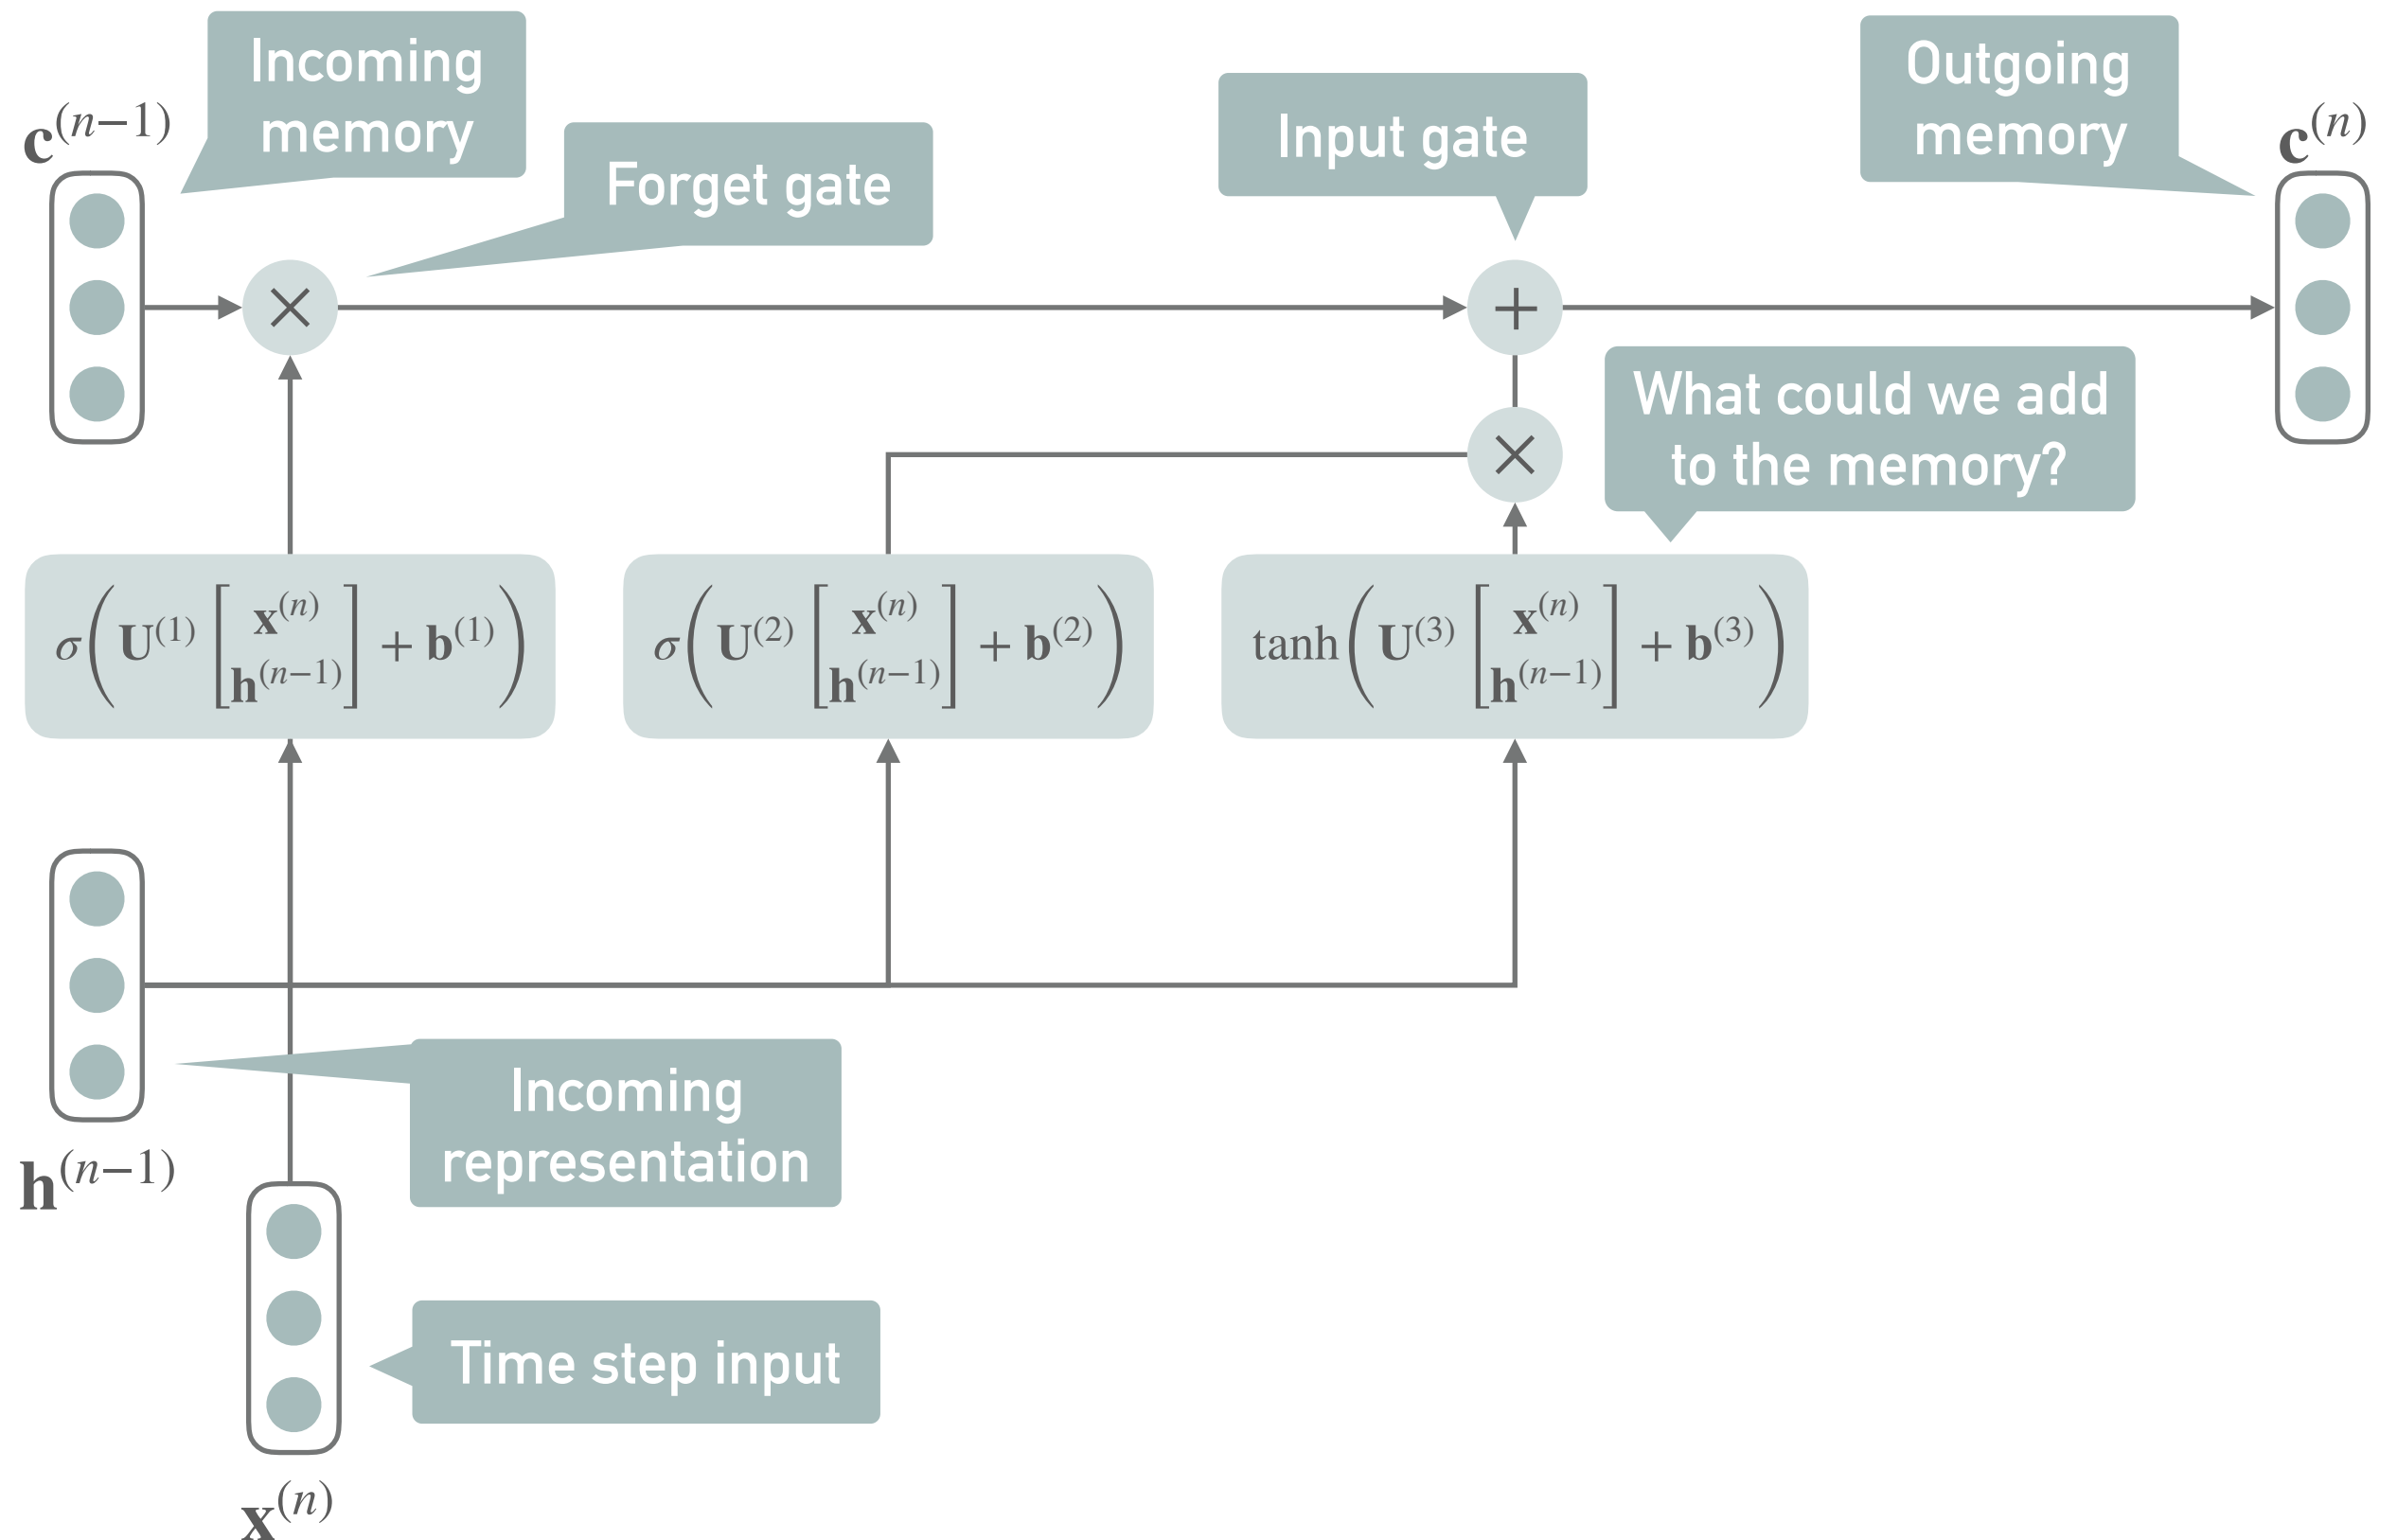 Incoming
memory
Outgoing
memory
Input gate
c(n−1)
c(n)
Forget gate
×
+
What could we add
to the memory?
×
σ(U(1) [x(n) h(n−1)] + b(1))
σ(U(2) [x(n) h(n−1)] + b(2))
tanh(U(3) [x(n) h(n−1)] + b(3))
Incoming
representation
h(n−1)
Time step input
x(n)